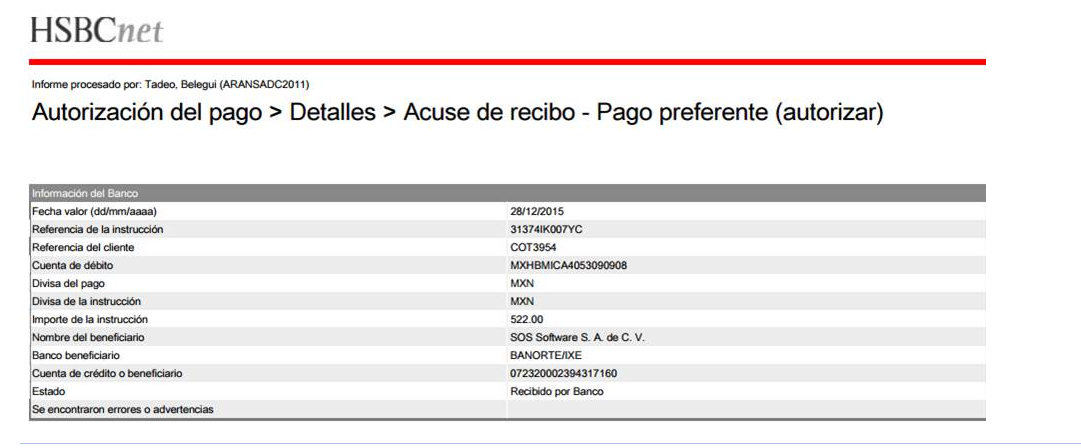 HSBCnet
Informe procesado por: Tadeo, Belegui (ARANSADC2011)
Autorización del pago > Detalles > Acuse de recibo - Pago preferente (autorizar)
Información del Banco
Fecha valor (dd/mm/aaaa) 28/12/2015
Referencia de la instrucción 31374IK007YC
Referencia del cliente COT3954
Cuenta de débito MXHBMICA4053090908
Divisa del pago MXN
Divisa de la instrucción MXN
Importe de la instrucción 522.00
Nombre del beneficiario SOS Software S. A. de C. V.
Banco beneficiario BANORTE/IXE
Cuenta de crédito o beneficiario 072320002394317160
Estado Recibido por Banco
Se encontraron errores o advertencias